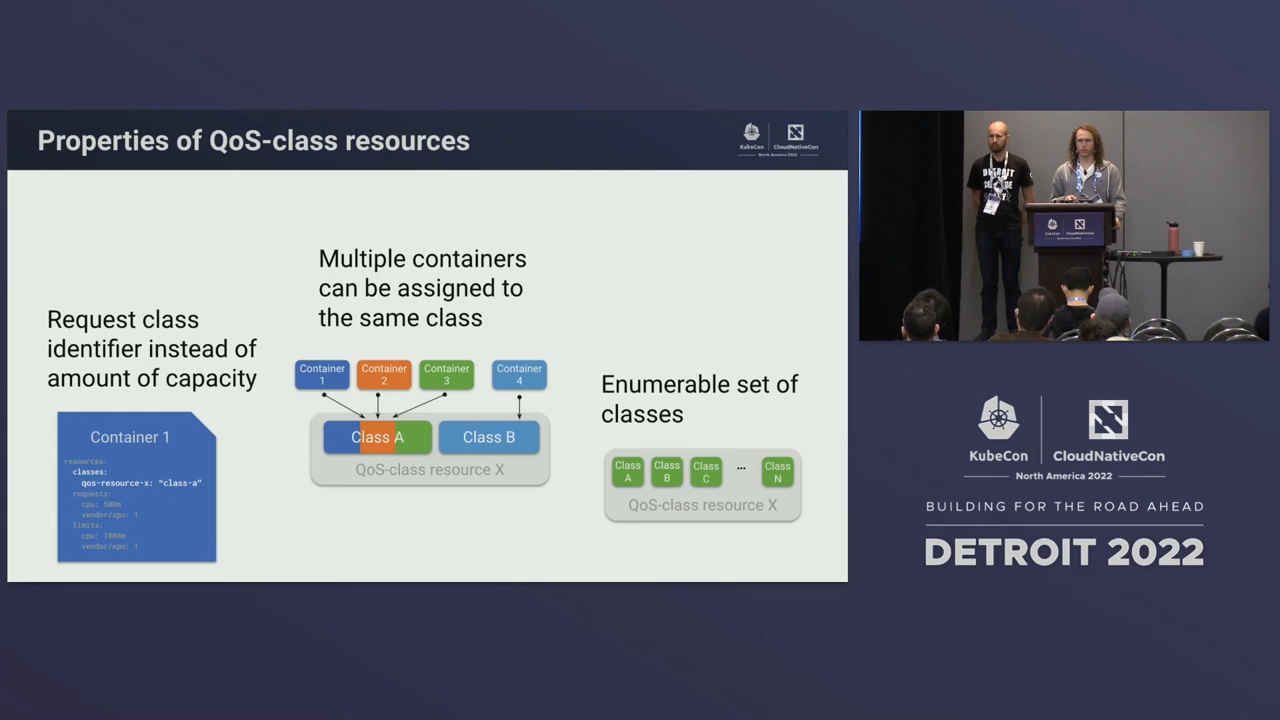 Properties of QoS-class resources
KubeCon
CloudNativeCon
North America 2022
Request class
identifier instead of
amount of capacity
Container 1
resources:
classes:
qos-resource-x: “class-a”
requests:
cpu: 500m
vendor/xpu: 1
limits:
cpu: 1000m
vendor/xpu: 1
Multiple containers
can be assigned to
the same class
Container
1
Container
2
Container
3
Container
4
Class A
Class B
QoS-class resource X
Enumerable set of
classes
Class
A
Class
B
Class
C
...
Class
N
QoS-class resource X
DETROIT
KubeCon
CloudNativeCon
North America 2022
BUILDING FOR THE ROAD AHEAD
DETROIT 2022